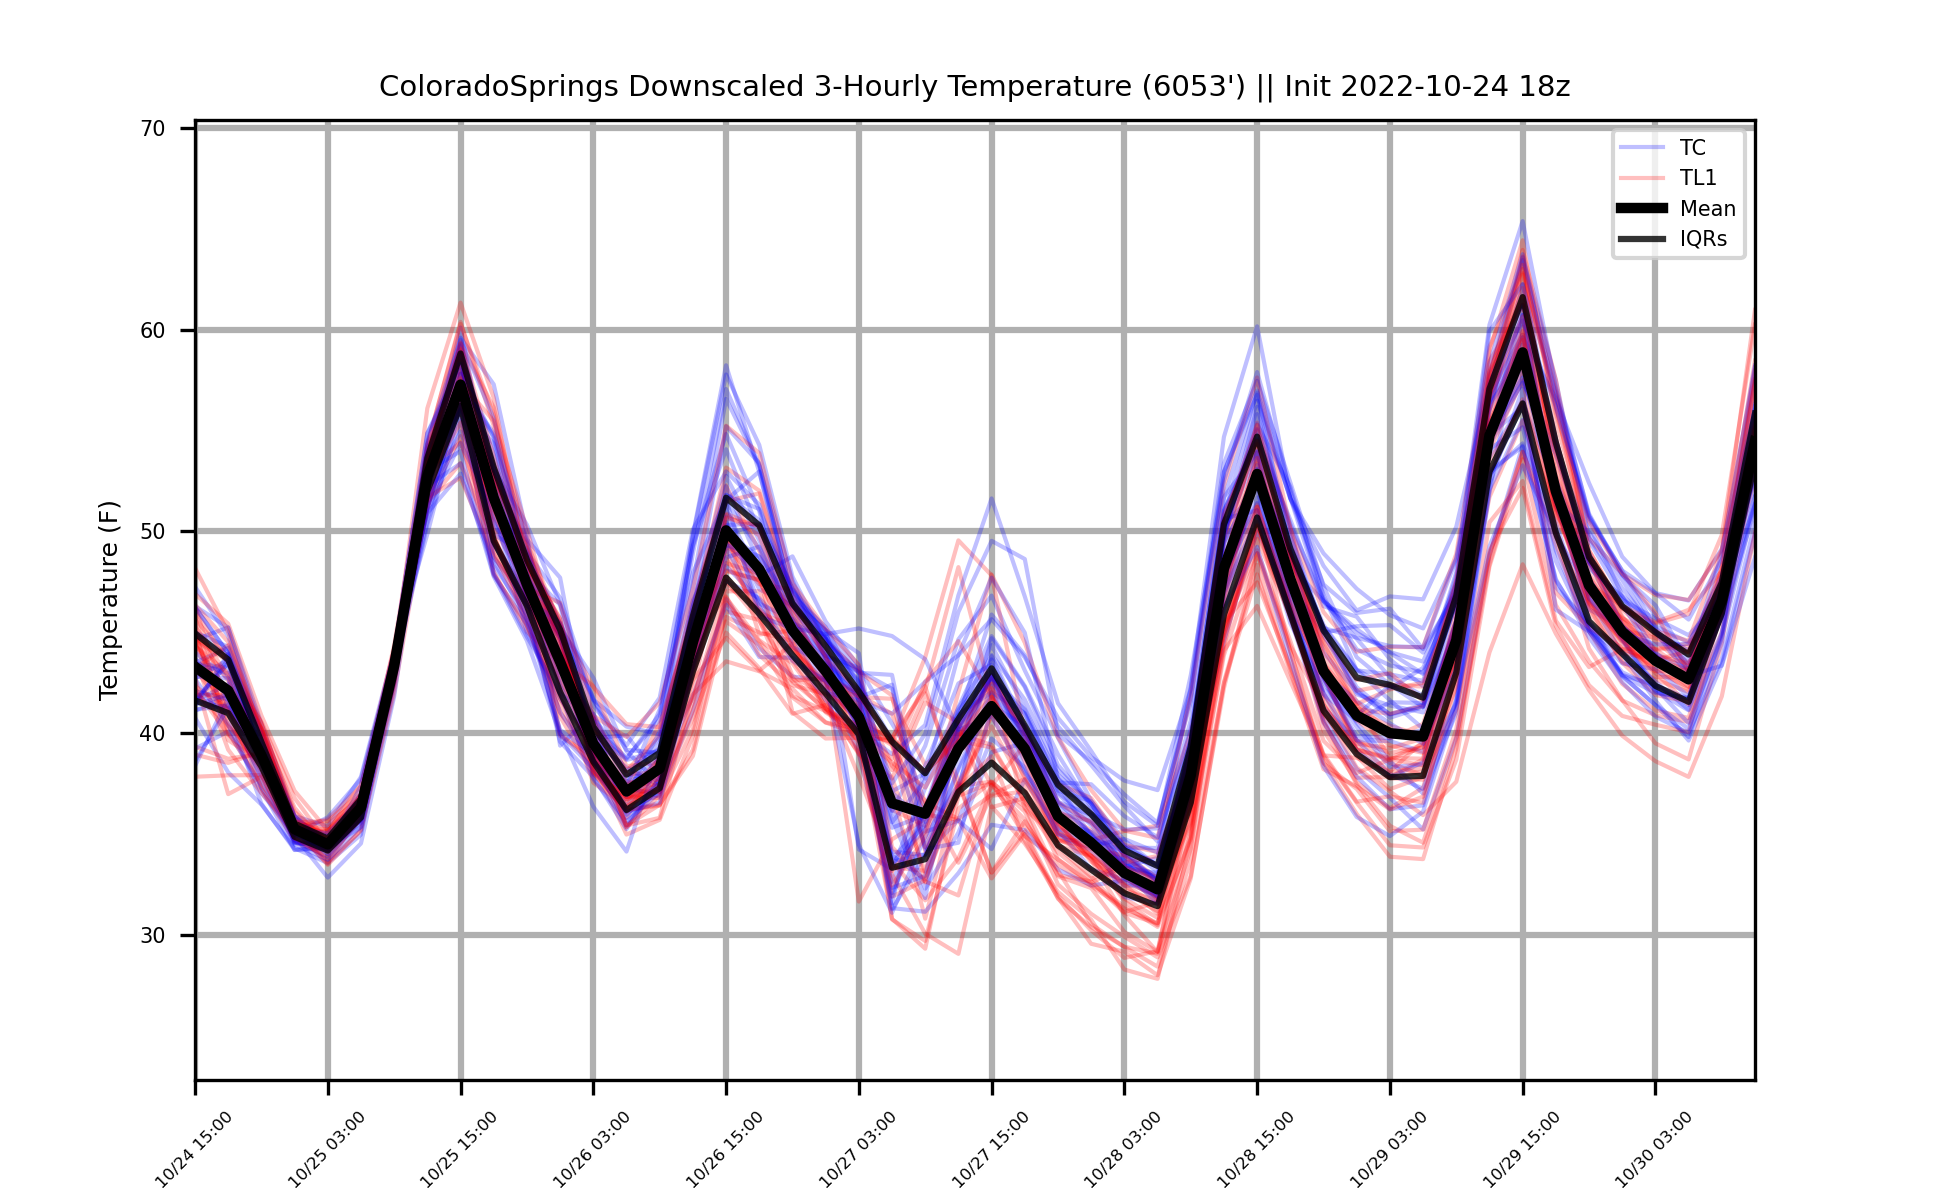 ColoradoSprings Downscaled 3-Hourly Temperature (6053') || Init 2022-10-24 18z
TC
TL1
Mean
IQRs
Temperature (F)
70
60
50
40
30
10/24 15:00
10/25 03:00
10/25 15:00
10/26 03:00
10/26 15:00
10/27 03:00
10/27 15:00
10/28 03:00
10/28 15:00
10/29 03:00
10/29 15:00
10/30 03:00